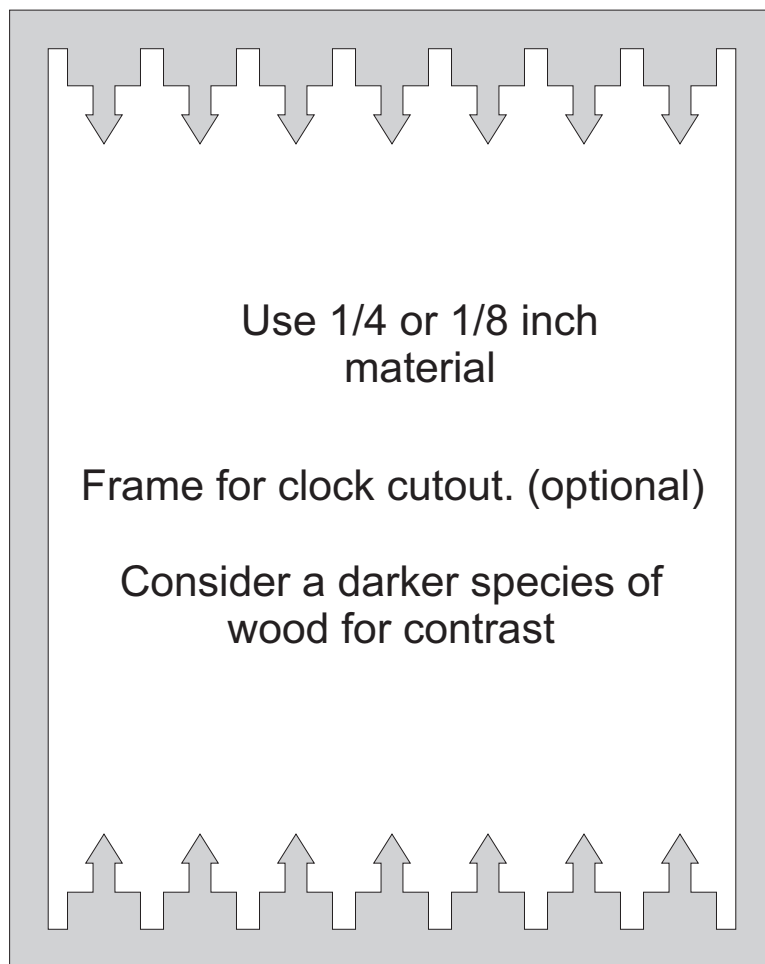 Use 1/4 or 1/8 inch
material
Frame for clock cutout. (optional)
Consider a darker species of
wood for contrast